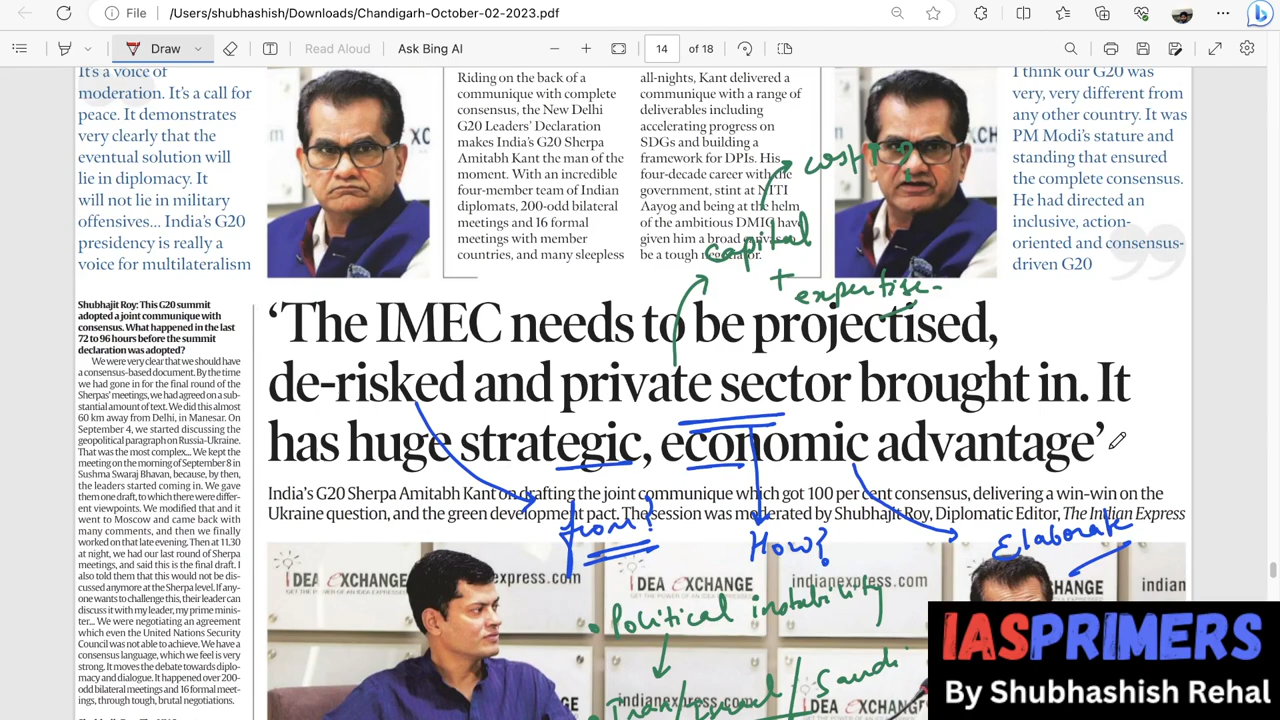 File
/Users/shubhashish/Downloads/Chandigarh-October-02-2023.pdf
Draw
Read Aloud
Ask Bing AI
14
of 18
It's a voice of
moderation. It's a call for
peace. It demonstrates
very clearly that the
eventual solution will
lie in diplomacy. It
will not lie in military
offensives... India's G20
presidency is really a
voice for multilateralism
Riding on the back of a
communique with complete
consensus, the New Delhi
G20 Leaders' Declaration
makes India's G20 Sherpa
Amitabh Kant the man of the
moment. With an incredible
four-member team of Indian
diplomats, 200-odd bilateral
meetings and 16 formal
meetings with member
countries, and many sleepless
all-nights, Kant delivered a
communique with a range of
deliverables including
accelerating progress on
SDGs and building a
framework for DPIs. His
four-decade career with the
government, stint at NITI
Aayog and being at the helm
of the ambitious DMIC have
given him a broad canvas to
be a tough negotiator.
I think our G20 was
very, very different from
any other country. It was
PM Modi's stature and
standing that ensured
the complete consensus.
He had directed an
inclusive, action-
oriented and consensus-
driven G20
cost ↑ ?
capital
+ expertise
Shubhajit Roy: This G20 summit
adopted a joint communique with
consensus. What happened in the last
72 to 96 hours before the summit
declaration was adopted?
We were very clear that we should have
a consensus-based document. By the time
we had gone in for the final round of the
Sherpas' meetings, we had agreed on a sub-
stantial amount of text. We did this almost
60 km away from Delhi, in Manesar. On
September 4, we started discussing the
geopolitical paragraph on Russia-Ukraine.
That was the most complex... We kept the
meeting on the morning of September 8 in
Sushma Swaraj Bhawan, because, by then,
the leaders started coming in. We gave
them one draft, to which there were differ-
ent viewpoints. We modified that and it
went to Moscow and came back with
many comments, and then we finally
worked on that late evening. Then at 11.30
at night, we had our last round of Sherpa
meetings, and said this is the final draft. I
also told them that this would not be dis-
cussed anymore at the Sherpa level. If any-
one wants to challenge this, their leader can
discuss it with my leader, my prime minis-
ter... We were negotiating an agreement
which even the United Nations Security
Council was not able to achieve. We have a
consensus language, which we feel is very
strong. It moves the debate towards diplo-
macy and dialogue. It happened over 200-
odd bilateral meetings and 16 formal meet-
ings, through tough, brutal negotiations.
'The IMEC needs to be projectised,
de-risked and private sector brought in. It
has huge strategic, economic advantage'
India's G20 Sherpa Amitabh Kant on drafting the joint communique which got 100 per cent consensus, delivering a win-win on the
Ukraine question, and the green development pact. The session was moderated by Shubhajit Roy, Diplomatic Editor, The Indian Express
from?
How?
Elaborate
IDEA EXCHANGE
express.com
IDEA EXCHANGE
GET THE POWER OF AN IDEA EXPRESSED
indianexpress.com
indian
• Political instability
• Iran/Israel/Saudi
indianexpress.com
IDEA EXCHANGE
IASPRIMERS
By Shubhashish Rehal